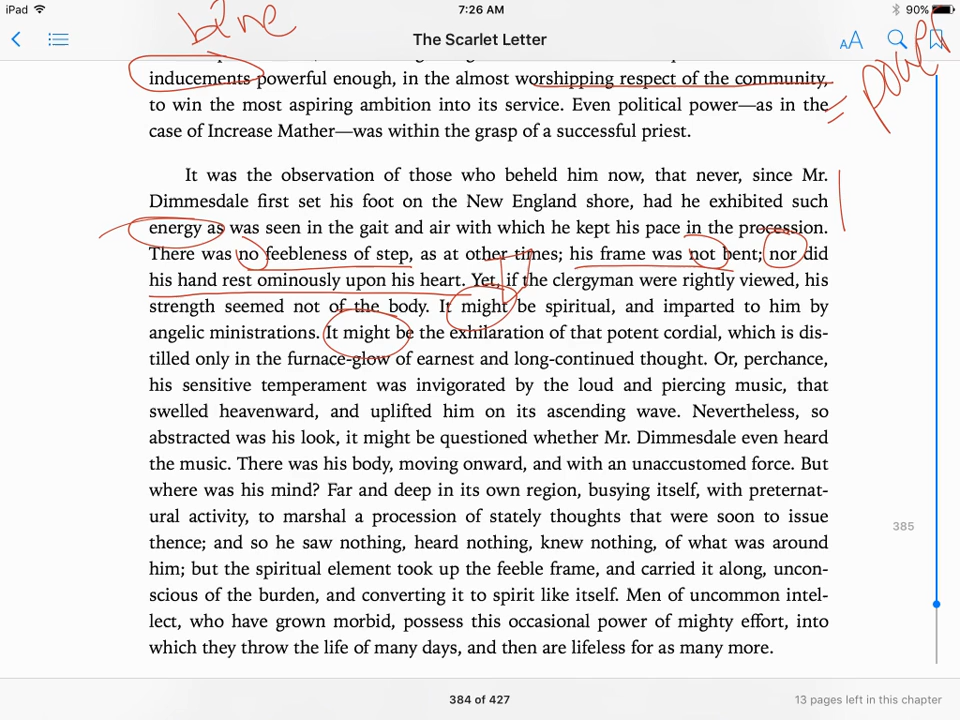 iPad 7:26 AM 90%
The Scarlet Letter AA
inducements powerful enough, in the almost worshipping respect of the community,
= power
to win the most aspiring ambition into its service. Even political power—as in the
case of Increase Mather—was within the grasp of a successful priest.
It was the observation of those who beheld him now, that never, since Mr.
Dimmesdale first set his foot on the New England shore, had he exhibited such
energy as was seen in the gait and air with which he kept his pace in the procession.
There was no feebleness of step, as at other times; his frame was not bent; nor did
his hand rest ominously upon his heart. Yet, if the clergyman were rightly viewed, his
strength seemed not of the body. It might be spiritual, and imparted to him by
angelic ministrations. It might be the exhilaration of that potent cordial, which is dis-
tilled only in the furnace-glow of earnest and long-continued thought. Or, perchance,
his sensitive temperament was invigorated by the loud and piercing music, that
swelled heavenward, and uplifted him on its ascending wave. Nevertheless, so
abstracted was his look, it might be questioned whether Mr. Dimmesdale even heard
the music. There was his body, moving onward, and with an unaccustomed force. But
where was his mind? Far and deep in its own region, busying itself, with preternat-
ural activity, to marshal a procession of stately thoughts that were soon to issue
thence; and so he saw nothing, heard nothing, knew nothing, of what was around
him; but the spiritual element took up the feeble frame, and carried it along, uncon-
scious of the burden, and converting it to spirit like itself. Men of uncommon intel-
lect, who have grown morbid, possess this occasional power of mighty effort, into
which they throw the life of many days, and then are lifeless for as many more.
385
384 of 427 13 pages left in this chapter